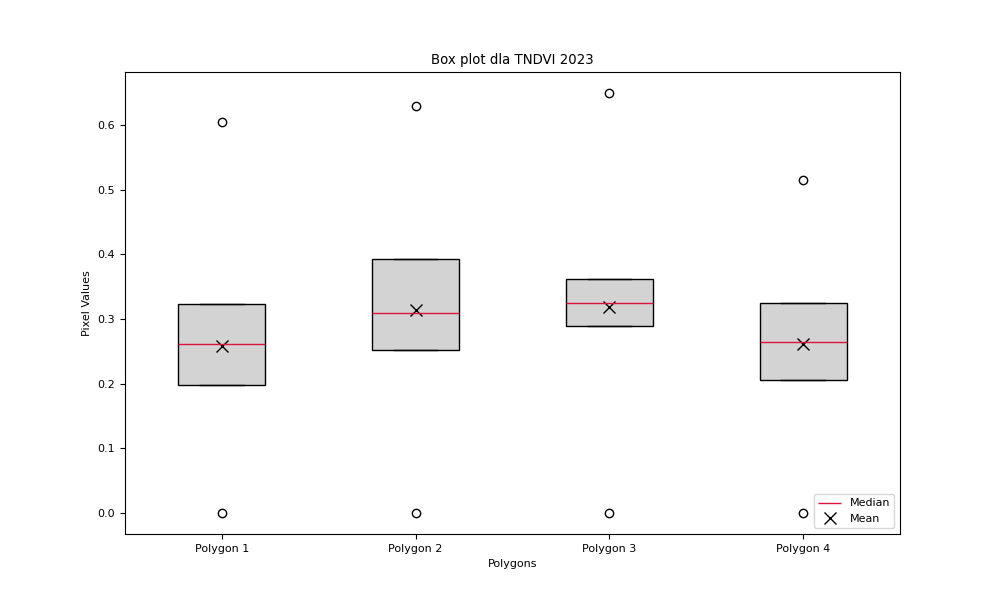 Box plot dla TNDVI 2023
Pixel Values
0.6
0.5
0.4
0.3
0.2
0.1
0.0
Median
Mean
Polygon 1
Polygon 2
Polygon 3
Polygon 4
Polygons